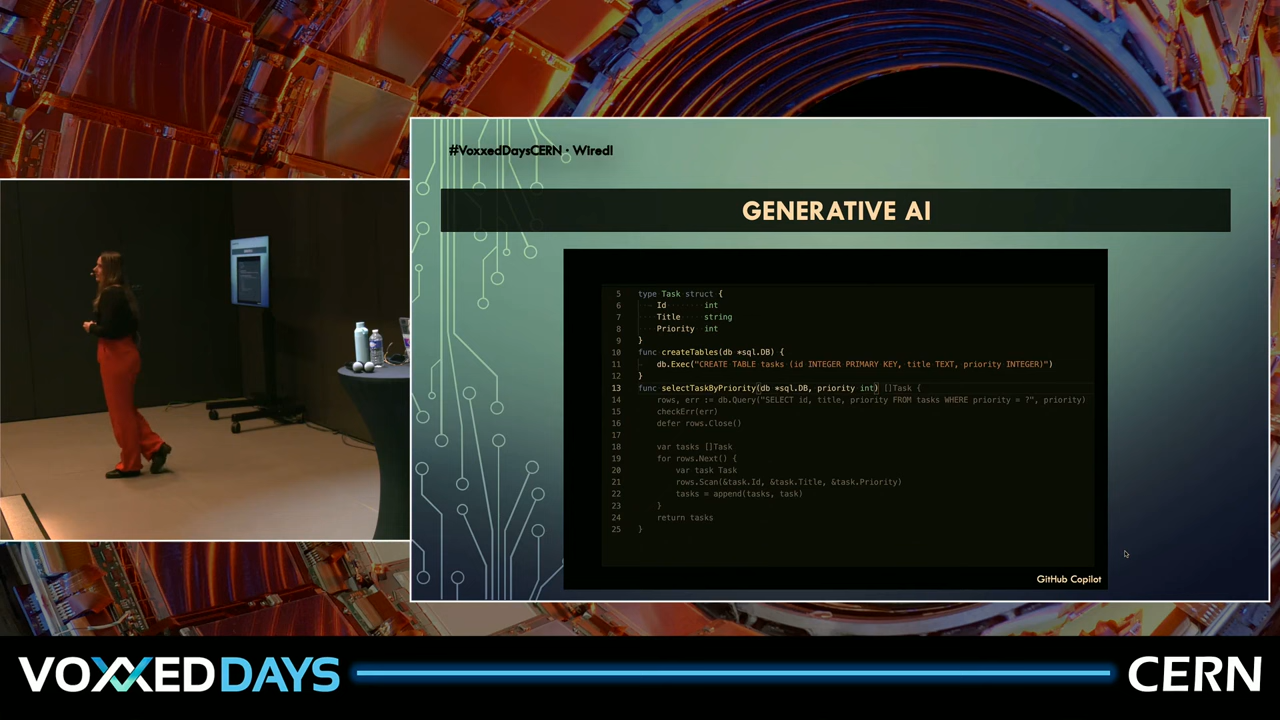 #VoxxedDaysCERN · Wired!
GENERATIVE AI
5 type Task struct {
6 Id int
7 Title string
8 Priority int
9 }
10 func createTables(db *sql.DB) {
11 db.Exec("CREATE TABLE tasks (id INTEGER PRIMARY KEY, title TEXT, priority INTEGER)")
12 }
13 func selectTaskByPriority(db *sql.DB, priority int) []Task {
14 rows, err := db.Query("SELECT id, title, priority FROM tasks WHERE priority = ?", priority)
15 checkErr(err)
16 defer rows.Close()
17
18 var tasks []Task
19 for rows.Next() {
20 var task Task
21 rows.Scan(&task.Id, &task.Title, &task.Priority)
22 tasks = append(tasks, task)
23 }
24 return tasks
25 }
GitHub Copilot
VOXXED DAYS
CERN